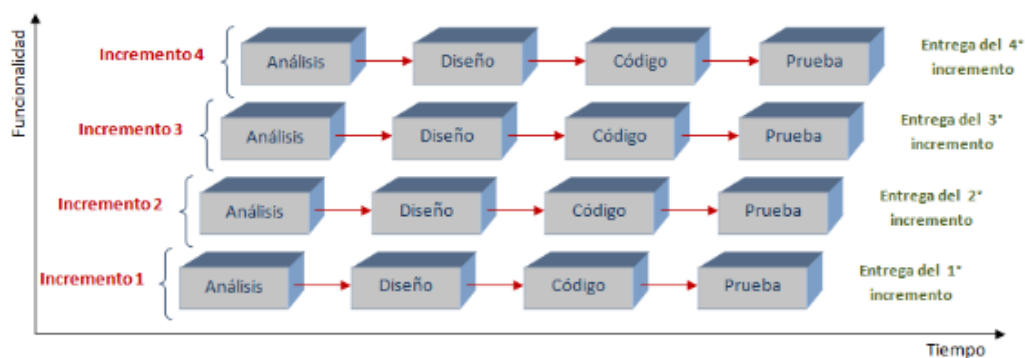 Funcionalidad
Incremento 4
Análisis
Diseño
Código
Prueba
Entrega del 4°
incremento
Incremento 3
Análisis
Diseño
Código
Prueba
Entrega del 3°
incremento
Incremento 2
Análisis
Diseño
Código
Prueba
Entrega del 2°
incremento
Incremento 1
Análisis
Diseño
Código
Prueba
Entrega del 1°
incremento
Tiempo